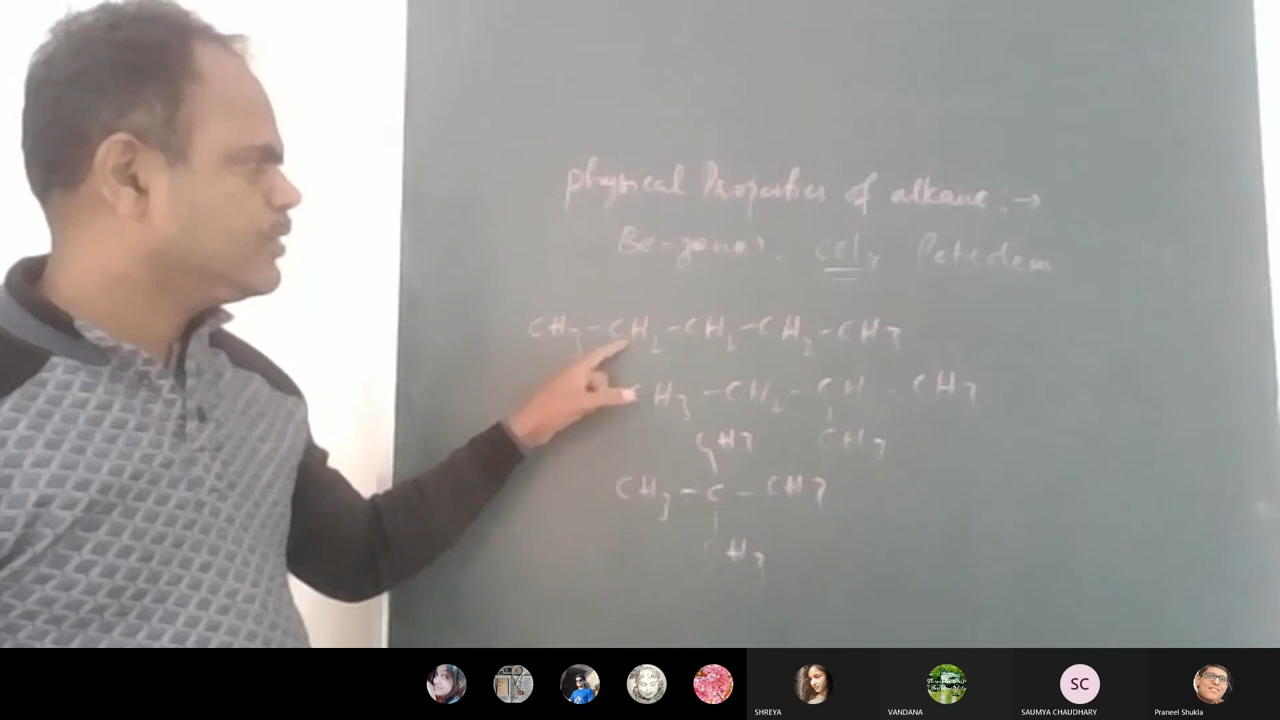 physical Properties of alkane :→
Benzene, ccl4 Petroleum
CH3-CH2-CH2-CH2-CH3
CH3-CH2-CH-CH3
CH3 CH3
CH3-C-CH3
CH3
SHREYA VANDANA SC SAUMYA CHAUDHARY Praneel Shukla